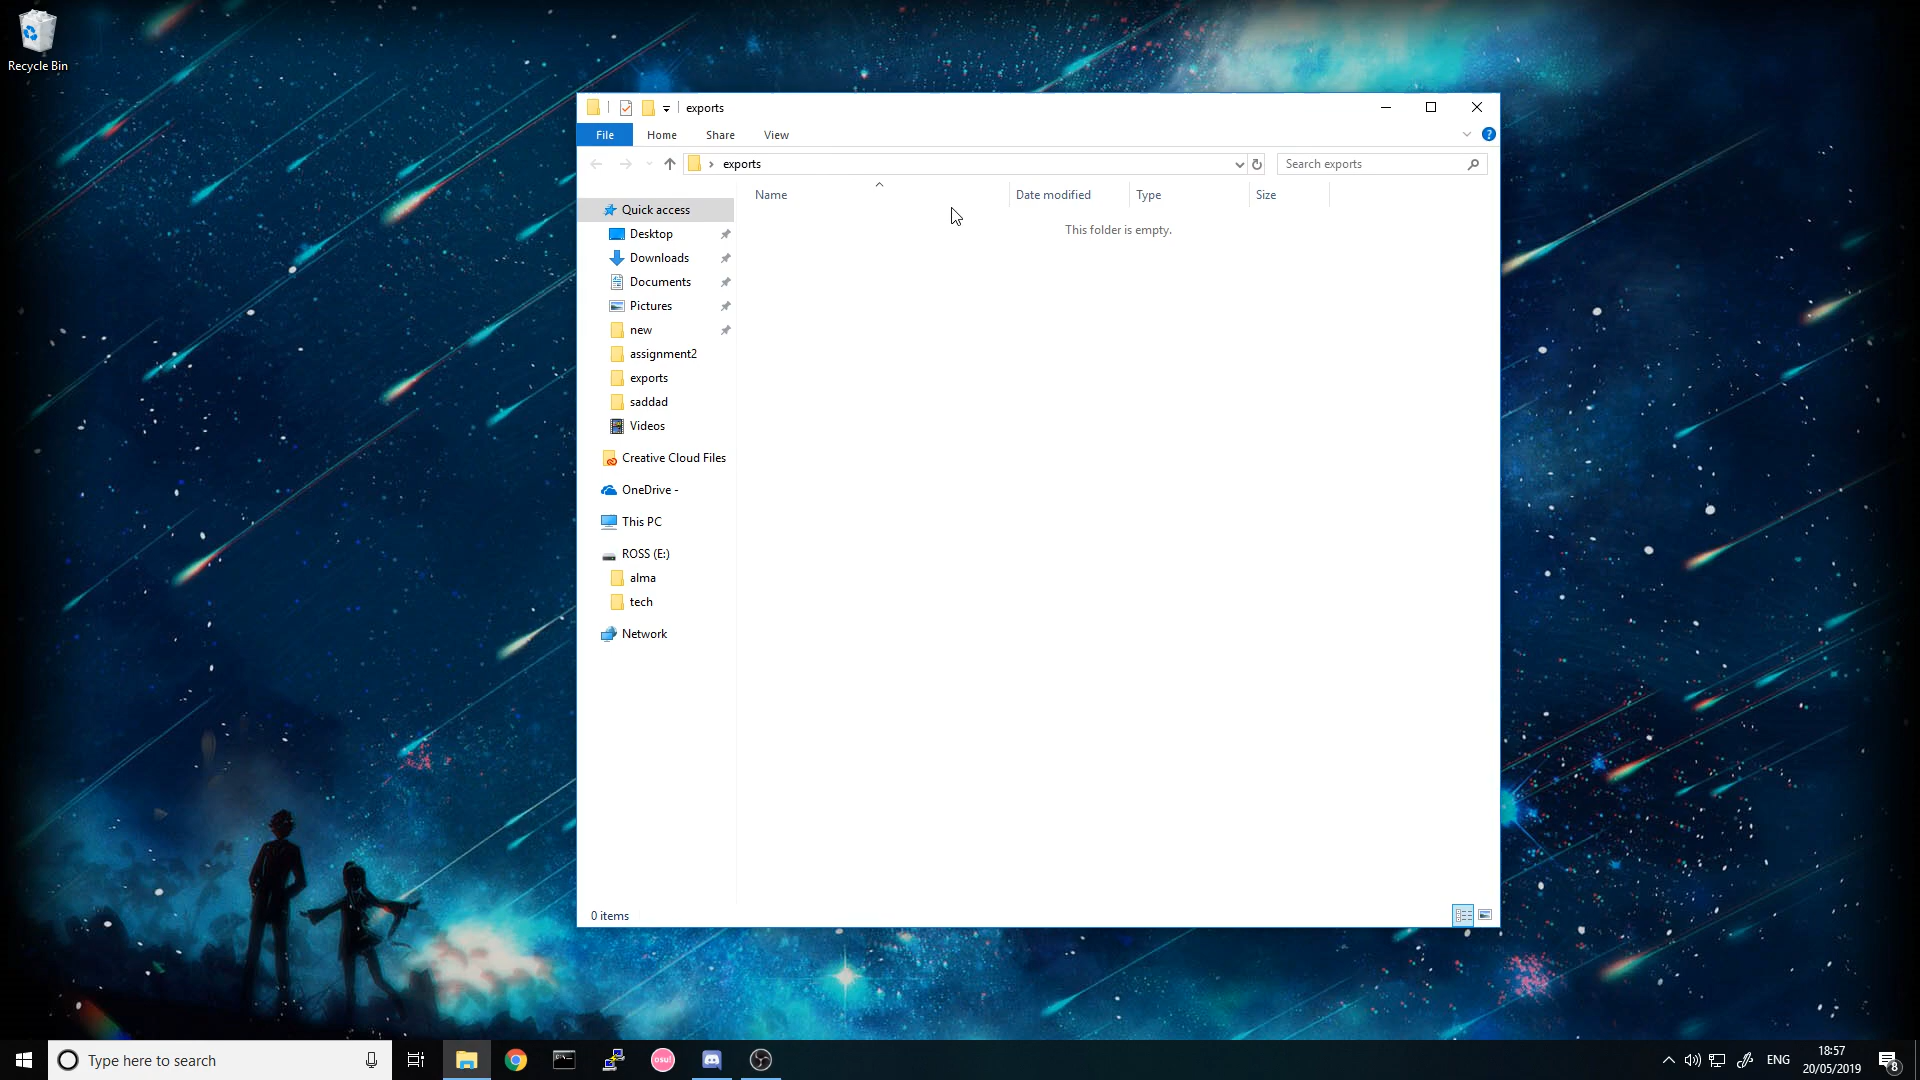 Recycle Bin
exports
File Home Share View
exports
Search exports
Name Date modified Type Size
This folder is empty.
Quick access
Desktop
Downloads
Documents
Pictures
new
assignment2
exports
saddad
Videos
Creative Cloud Files
OneDrive -
This PC
ROSS (E:)
alma
tech
Network
0 items
Type here to search
osu!
ENG
18:57
20/05/2019
8